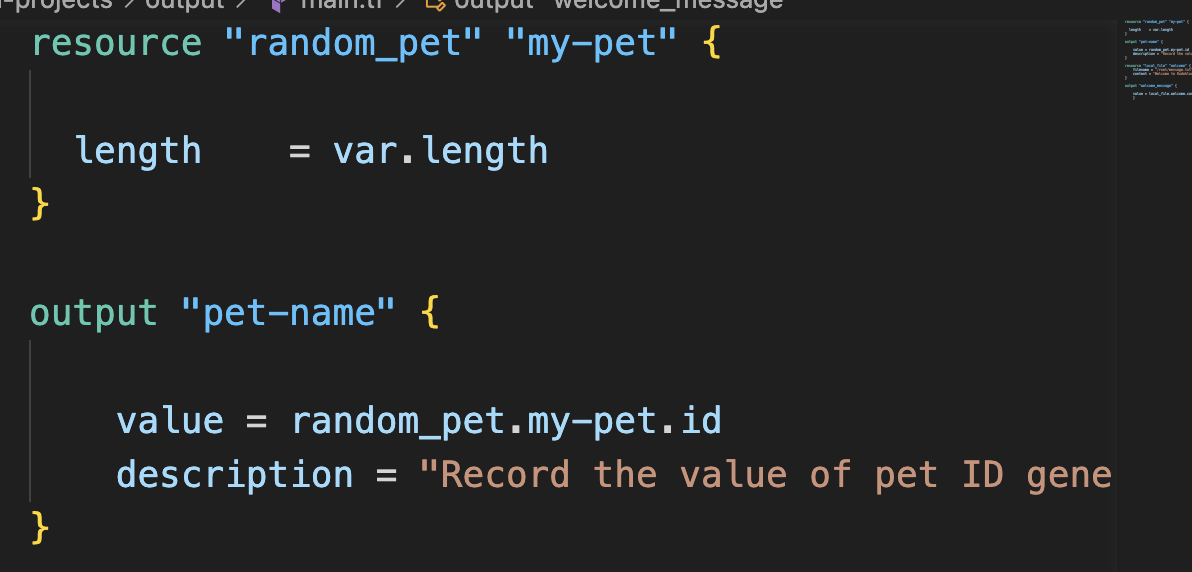 -projects > output > main.tf > output "welcome_message"
resource "random_pet" "my-pet" {
length = var.length
}
output "pet-name" {
value = random_pet.my-pet.id
description = "Record the value of pet ID gene
}